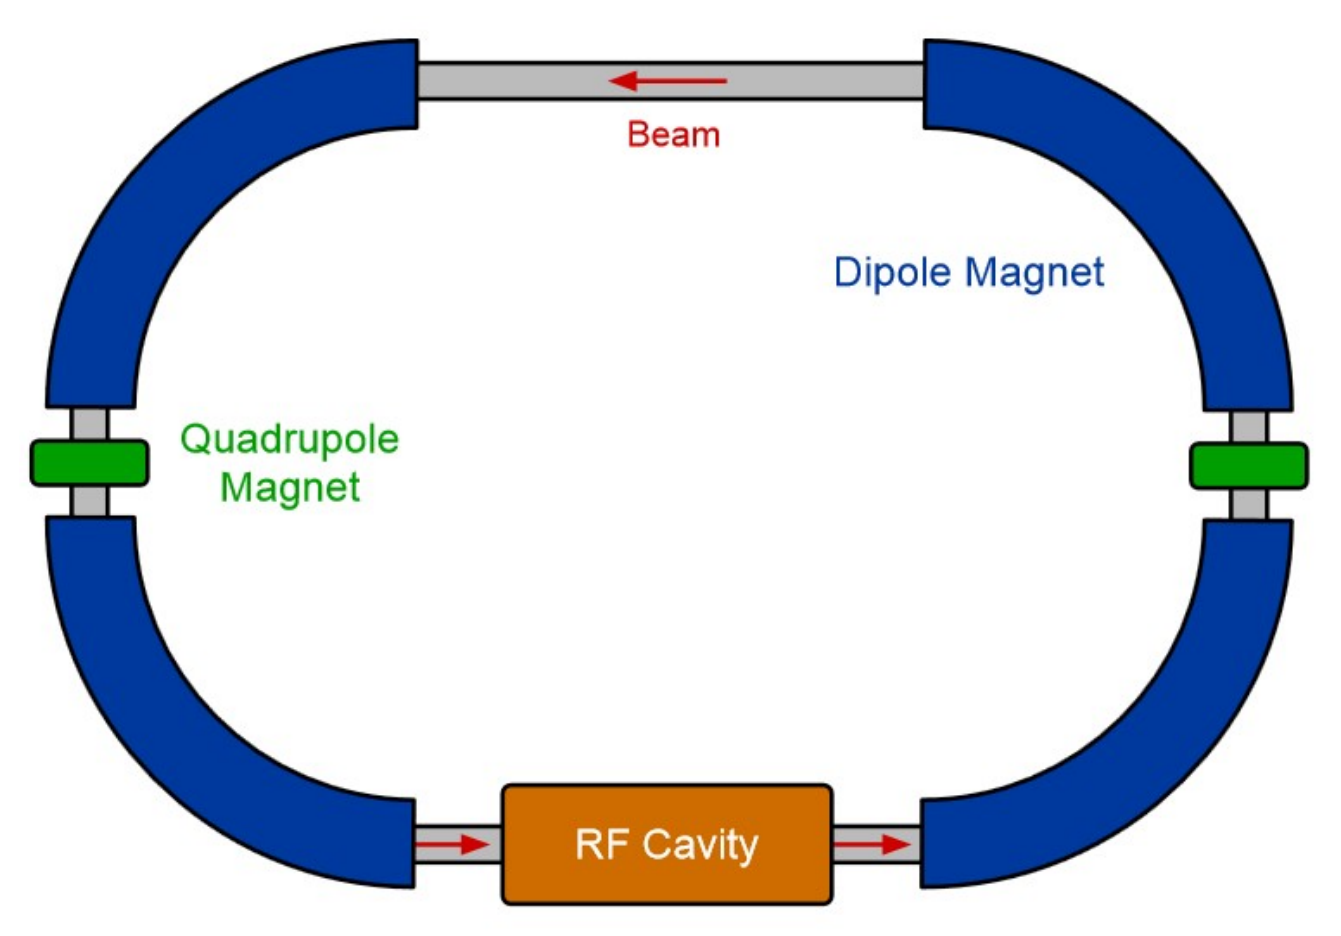 Beam
Dipole Magnet
Quadrupole
Magnet
RF Cavity